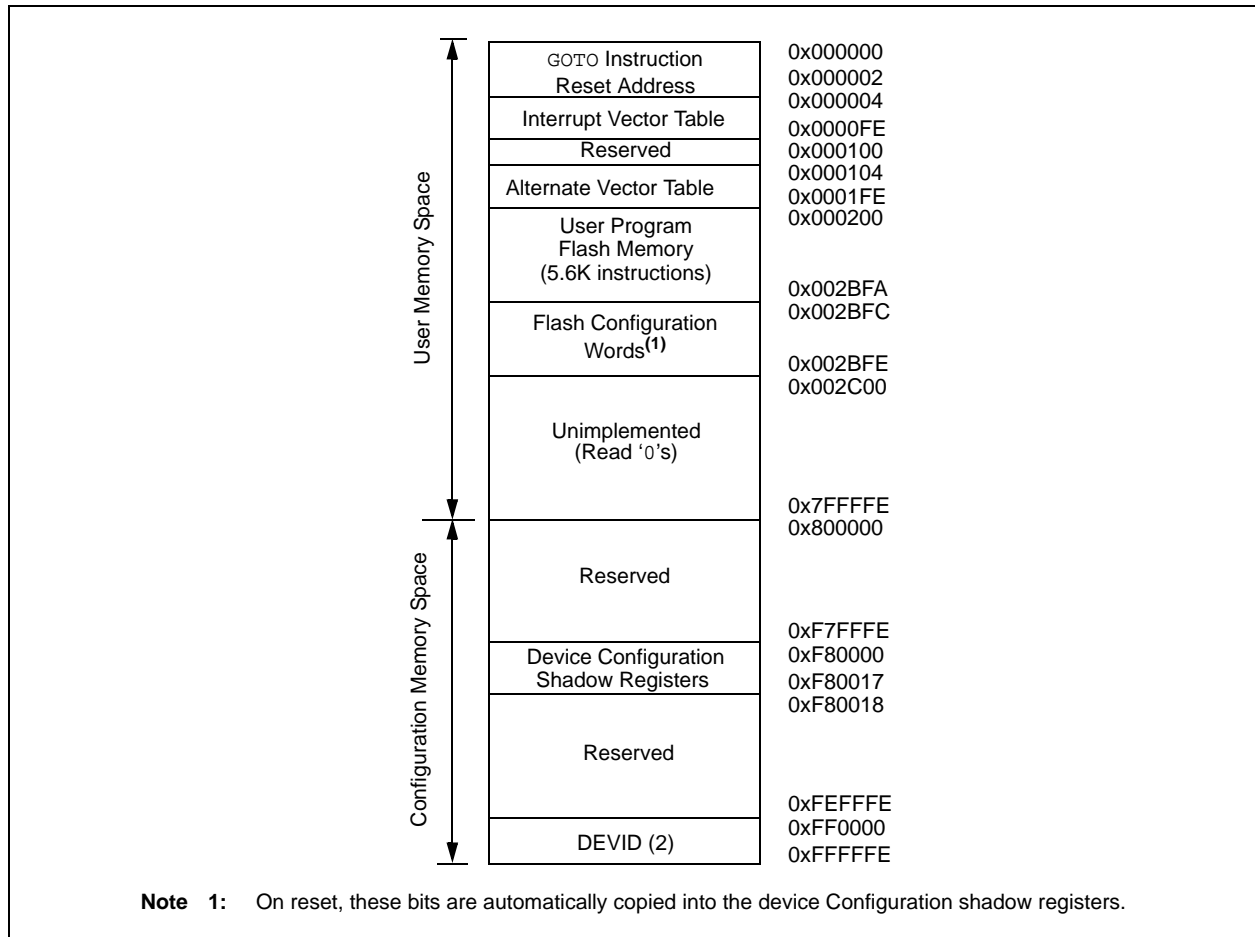 GOTO Instruction
Reset Address
0x000000
0x000002
Interrupt Vector Table
0x000004
0x0000FE
Reserved
0x000100
Alternate Vector Table
0x000104
0x0001FE
User Program
Flash Memory
(5.6K instructions)
0x000200
0x002BFA
Flash Configuration
Words(1)
0x002BFC
0x002BFE
Unimplemented
(Read ‘0’s)
0x002C00
0x7FFFFE
User Memory Space
Reserved
0x800000
0xF7FFFE
Device Configuration
Shadow Registers
0xF80000
0xF80017
Reserved
0xF80018
0xFEFFFE
DEVID (2)
0xFF0000
0xFFFFFE
Configuration Memory Space
Note 1: On reset, these bits are automatically copied into the device Configuration shadow registers.